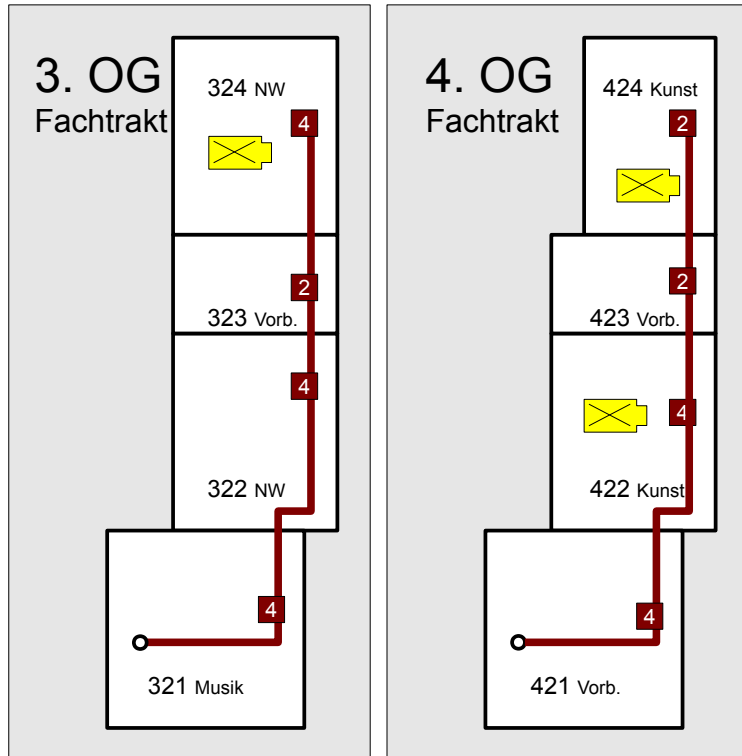 3. OG
Fachtrakt
324 NW
4
2
323 Vorb.
4
322 NW
4
321 Musik
4. OG
Fachtrakt
424 Kunst
2
2
423 Vorb.
4
422 Kunst
4
421 Vorb.